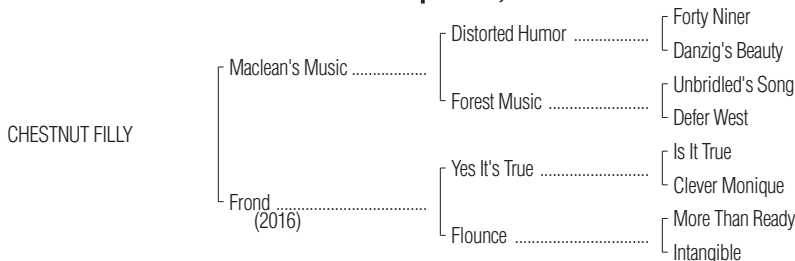 Forty Niner
Distorted Humor ..................
Danzig's Beauty
Maclean's Music ..................
Unbridled's Song
Forest Music ........................
Defer West
CHESTNUT FILLY
Is It True
Yes It's True ..........................
Clever Monique
Frond ....................................
(2016)
More Than Ready
Flounce ................................
Intangible